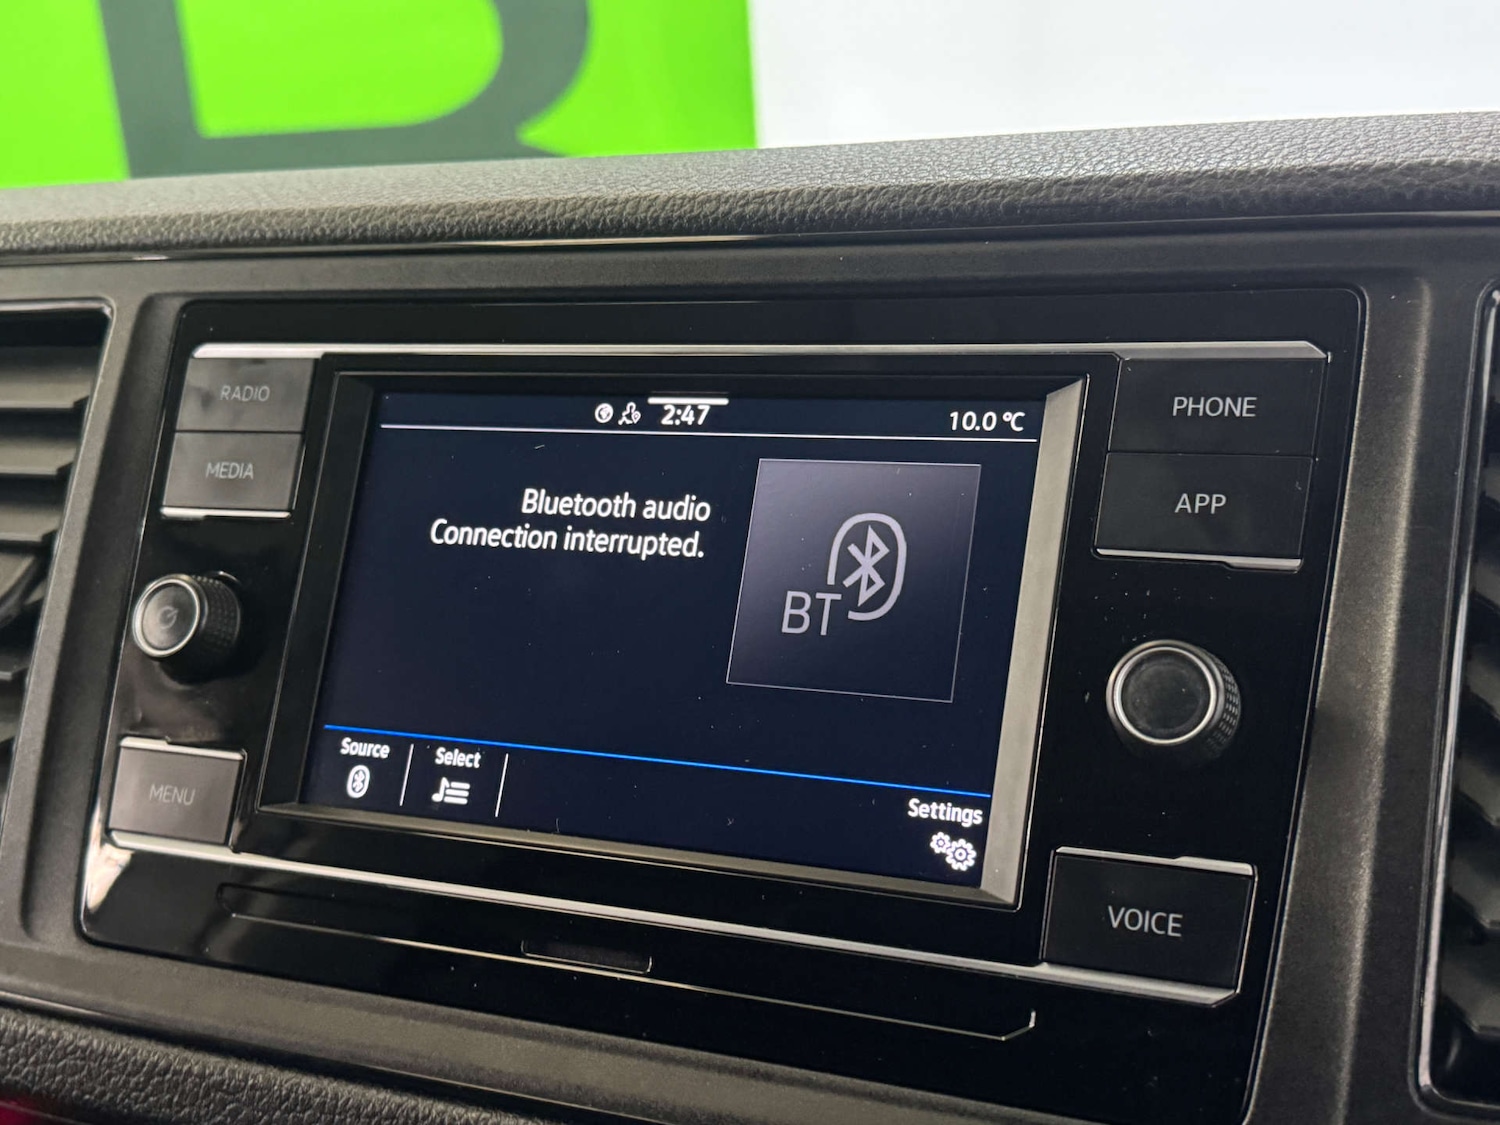 B
RADIO
MEDIA
MENU
2:47
10.0 °C
Bluetooth audio
Connection interrupted.
BT
Source
Select
Settings
PHONE
APP
VOICE